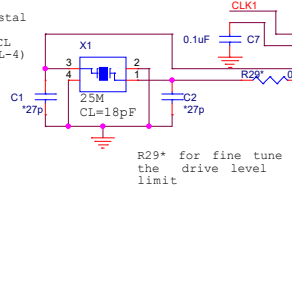 CLK1
stal
CL
L-4)
X1
0.1uF
C7
3
2
4
1
R29*
0
C1
*27p
C2
*27p
25M
CL=18pF
R29* for fine tune
the drive level
limit